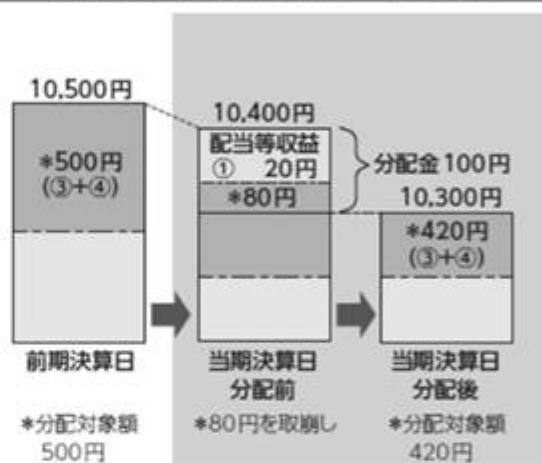 10,500円
*500円
(③+④)
前期決算日
*分配対象額
500円
10,400円
配当等収益
① 20円
*80円
分配金100円
当期決算日
分配前
*80円を取崩し
10,300円
*420円
(③+④)
当期決算日
分配後
*分配対象額
420円